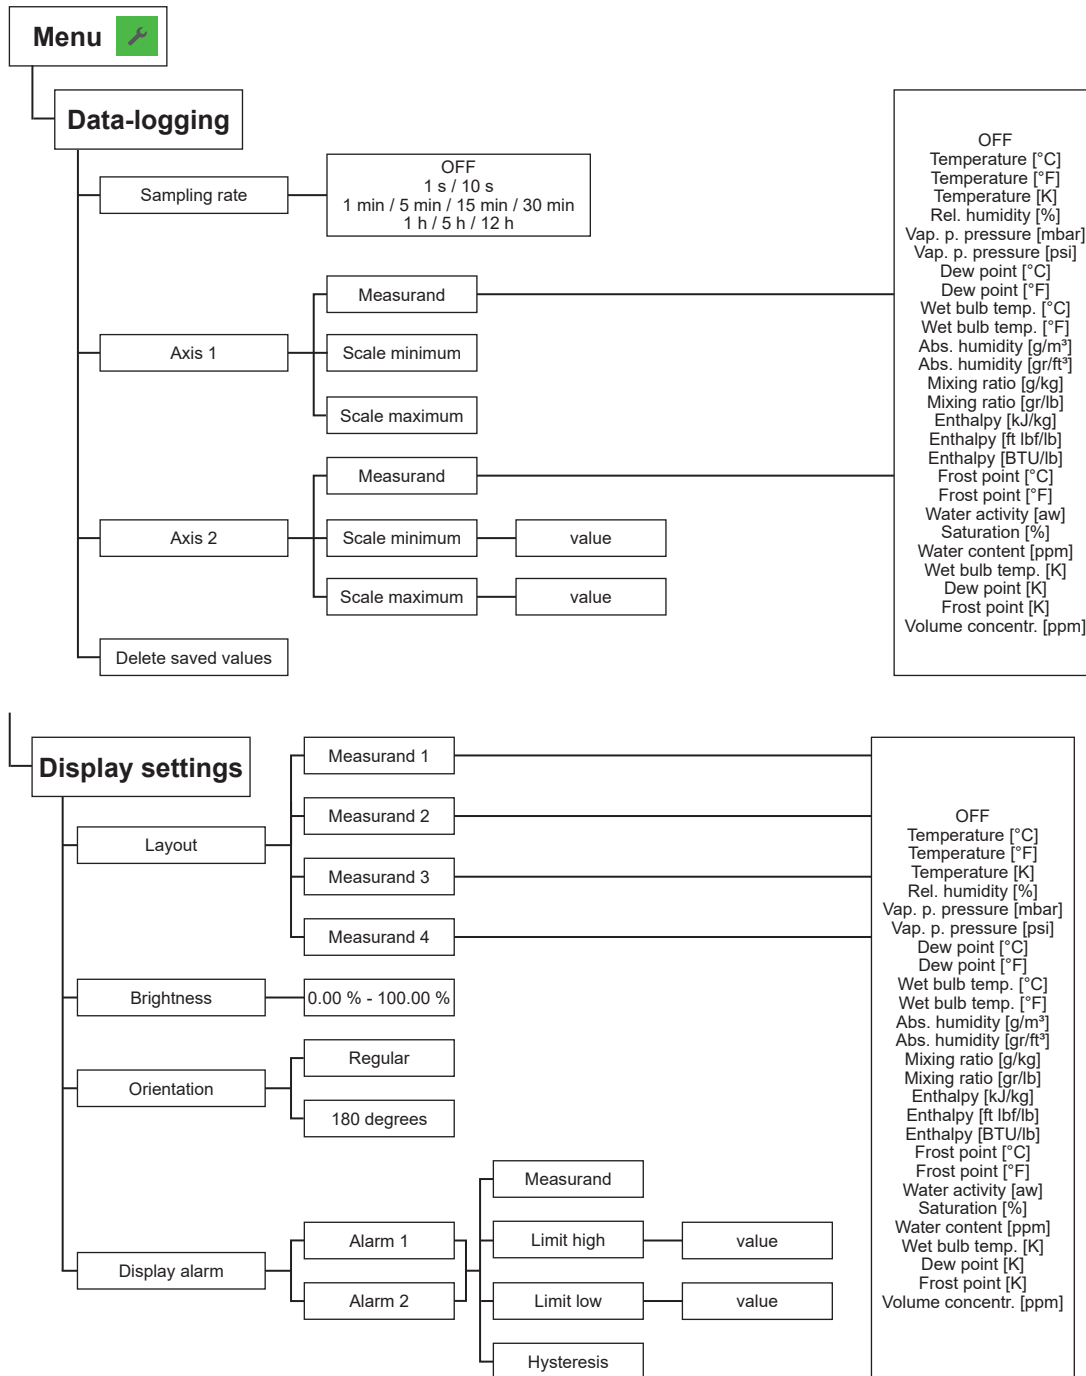 Menu
Data-logging
Sampling rate
OFF
1 s / 10 s
1 min / 5 min / 15 min / 30 min
1 h / 5 h / 12 h
Axis 1
Measurand
Scale minimum
Scale maximum
Axis 2
Measurand
Scale minimum
value
Scale maximum
value
Delete saved values
OFF
Temperature [°C]
Temperature [°F]
Temperature [K]
Rel. humidity [%]
Vap. p. pressure [mbar]
Vap. p. pressure [psi]
Dew point [°C]
Dew point [°F]
Wet bulb temp. [°C]
Wet bulb temp. [°F]
Abs. humidity [g/m³]
Abs. humidity [gr/ft³]
Mixing ratio [g/kg]
Mixing ratio [gr/lb]
Enthalpy [kJ/kg]
Enthalpy [ft lbf/lb]
Enthalpy [BTU/lb]
Frost point [°C]
Frost point [°F]
Water activity [aw]
Saturation [%]
Water content [ppm]
Wet bulb temp. [K]
Dew point [K]
Frost point [K]
Volume concentr. [ppm]
Display settings
Layout
Measurand 1
Measurand 2
Measurand 3
Measurand 4
Brightness
0.00 % - 100.00 %
Orientation
Regular
180 degrees
Display alarm
Alarm 1
Alarm 2
Measurand
Limit high
value
Limit low
value
Hysteresis
OFF
Temperature [°C]
Temperature [°F]
Temperature [K]
Rel. humidity [%]
Vap. p. pressure [mbar]
Vap. p. pressure [psi]
Dew point [°C]
Dew point [°F]
Wet bulb temp. [°C]
Wet bulb temp. [°F]
Abs. humidity [g/m³]
Abs. humidity [gr/ft³]
Mixing ratio [g/kg]
Mixing ratio [gr/lb]
Enthalpy [kJ/kg]
Enthalpy [ft lbf/lb]
Enthalpy [BTU/lb]
Frost point [°C]
Frost point [°F]
Water activity [aw]
Saturation [%]
Water content [ppm]
Wet bulb temp. [K]
Dew point [K]
Frost point [K]
Volume concentr. [ppm]